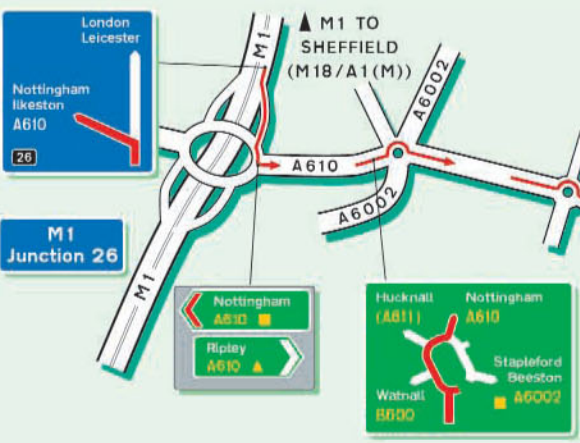 London
Leicester
Nottingham
Ilkeston
A610
26
M1
M1 TO
SHEFFIELD
(M18/A1(M))
A6002
A610
A6002
M1
Junction 26
M1
Nottingham
A610
Ripley
A610
Hucknall
(A611)
Nottingham
A610
Stapleford
Beeston
A6002
Watnall
B600